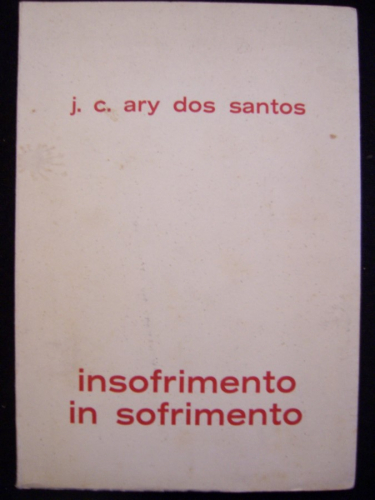 j. c. ary dos santos
insofrimento
in sofrimento